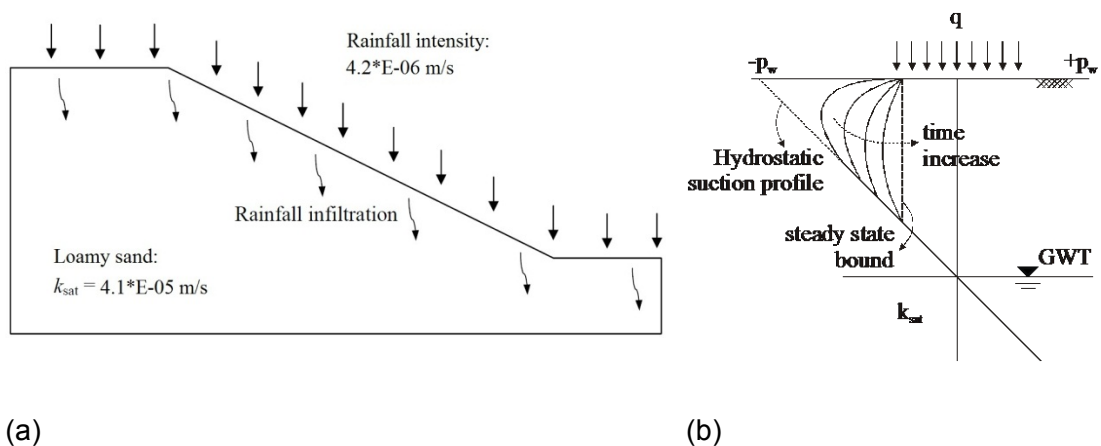 Rainfall intensity:
4.2*E-06 m/s
Rainfall infiltration
Loamy sand:
ksat = 4.1*E-05 m/s
(a)
q
-pw
+pw
time
increase
Hydrostatic
suction profile
steady state
bound
GWT
ksat
(b)